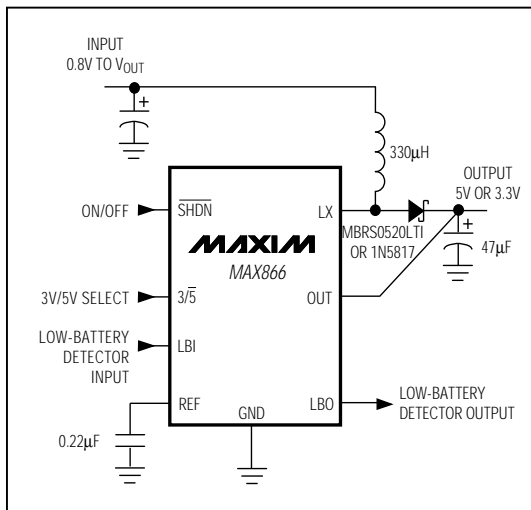 INPUT
0.8V TO VOUT
330µH
OUTPUT
5V OR 3.3V
ON/OFF
SHDN
LX
MBRS0520LTI
OR 1N5817
47µF
MAXIM
MAX866
3V/5V SELECT
3/5
OUT
LOW-BATTERY
DETECTOR
INPUT
LBI
REF
GND
LBO
LOW-BATTERY
DETECTOR OUTPUT
0.22µF
+
+